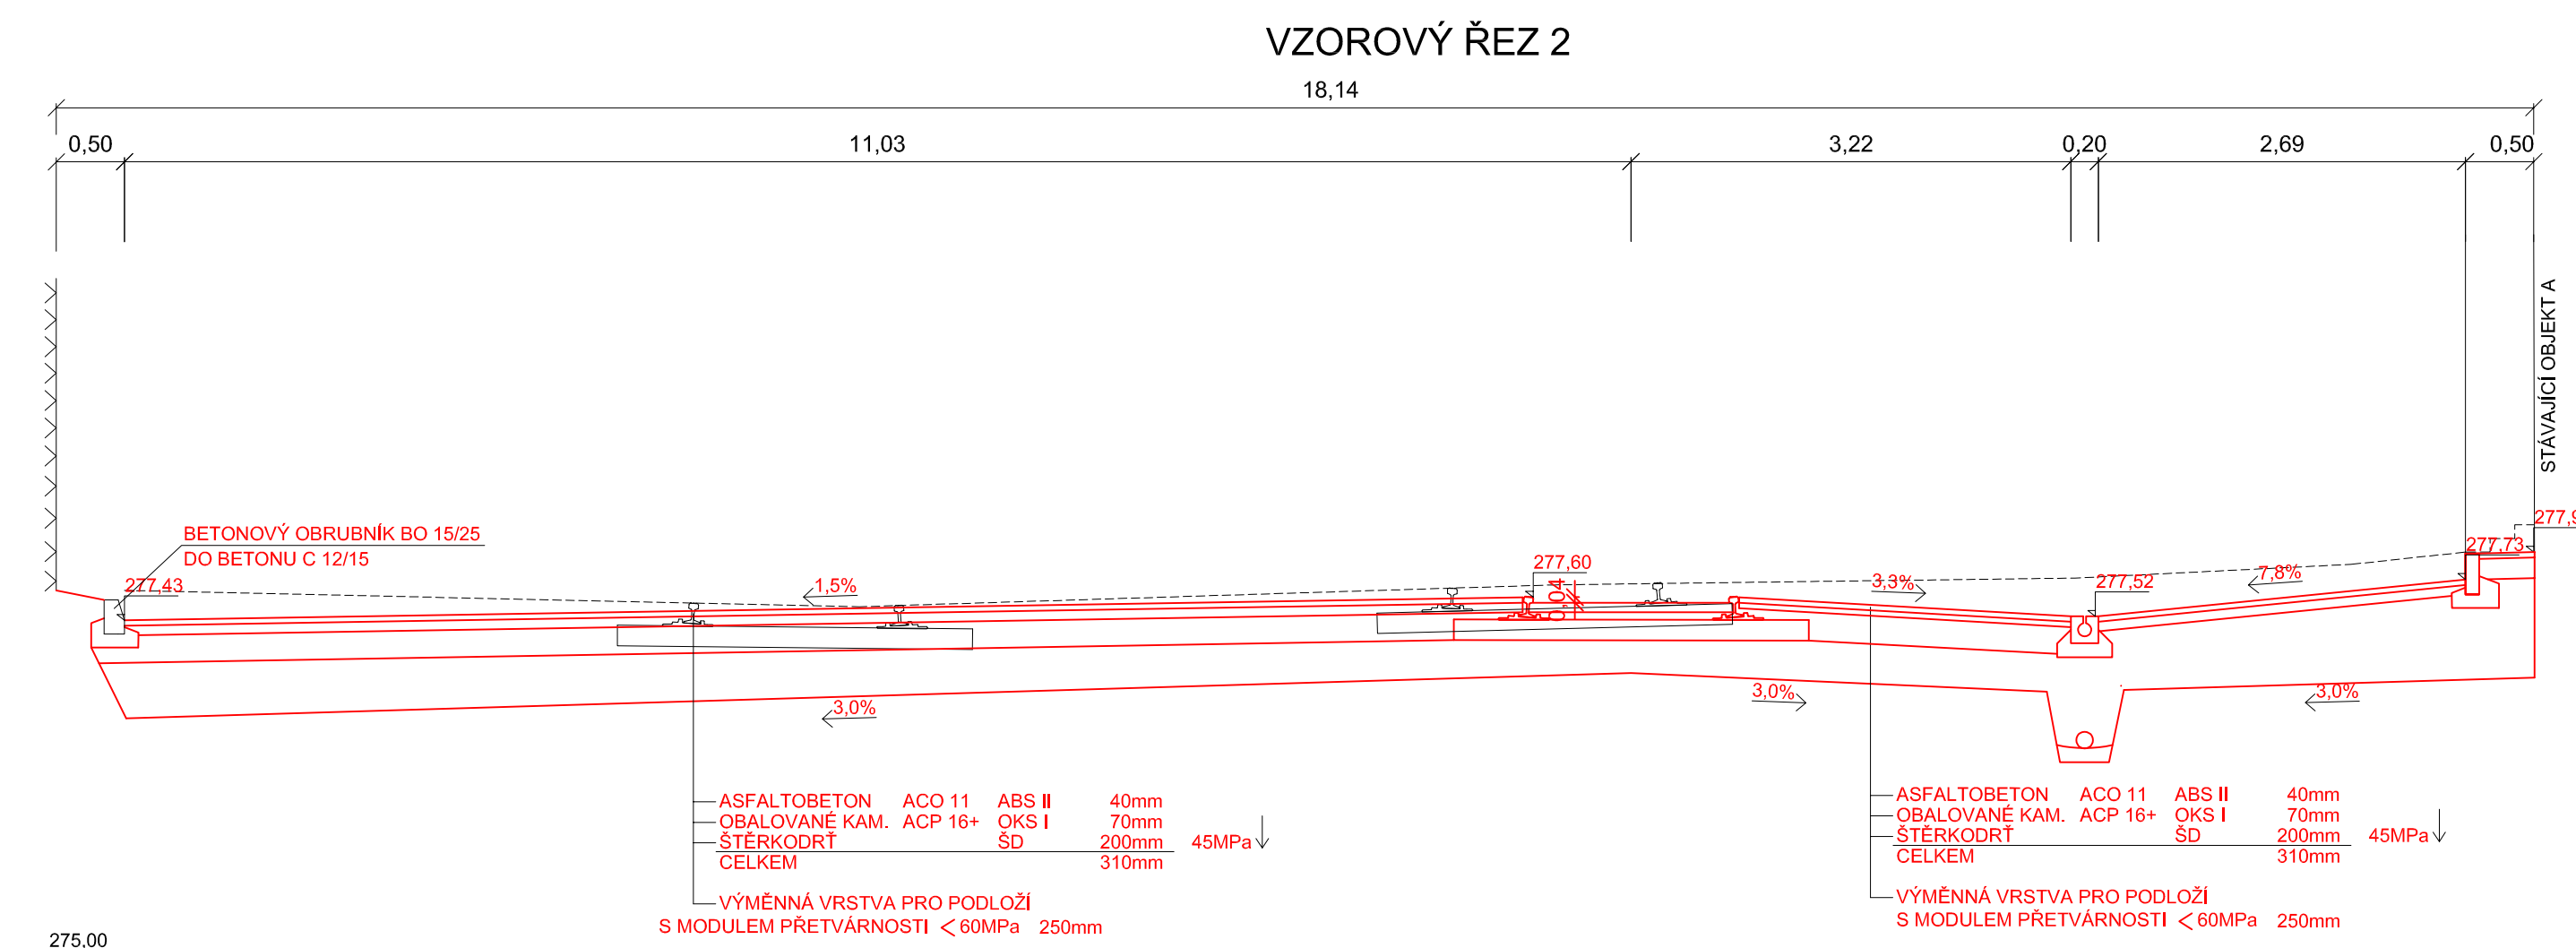 VZOROVÝ ŘEZ 2
18,14
0,50 11,03 3,22 0,20 2,69 0,50
STÁVAJÍCÍ OBJEKT A
BETONOVÝ OBRUBNÍK BO 15/25
DO BETONU C 12/15
277,43
1,5%
277,60
0,04
3,3%
277,52
7,8%
277,73
277,9
3,0%
3,0%
3,0%
ASFALTOBETON ACO 11 ABS II 40mm
OBALOVANÉ KAM. ACP 16+ OKS I 70mm
ŠTĚRKODRŤ ŠD 200mm 45MPa
CELKEM 310mm
VÝMĚNNÁ VRSTVA PRO PODLOŽÍ
S MODULEM PŘETVÁRNOSTI < 60MPa 250mm
ASFALTOBETON ACO 11 ABS II 40mm
OBALOVANÉ KAM. ACP 16+ OKS I 70mm
ŠTĚRKODRŤ ŠD 200mm 45MPa
CELKEM 310mm
VÝMĚNNÁ VRSTVA PRO PODLOŽÍ
S MODULEM PŘETVÁRNOSTI < 60MPa 250mm
275,00